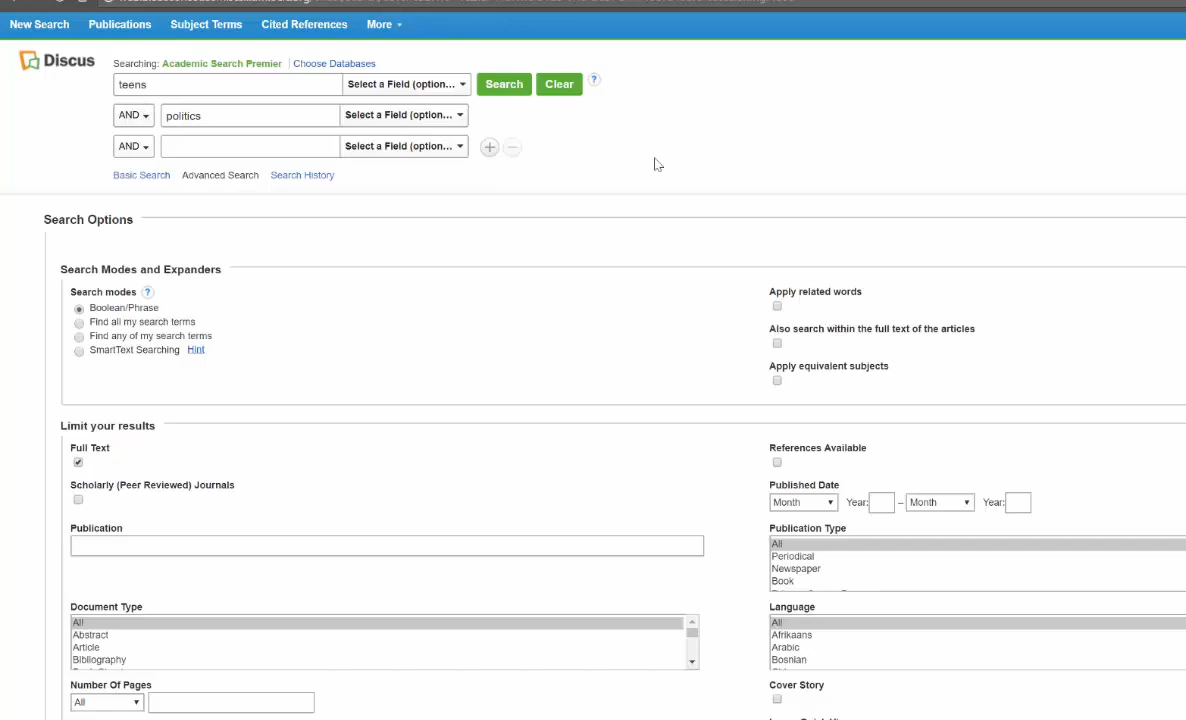 New Search Publications Subject Terms Cited References More
Discus
Searching: Academic Search Premier Choose Databases
teens Select a Field (option... Search Clear ?
AND politics Select a Field (option...
AND Select a Field (option...
Basic Search Advanced Search Search History
Search Options
Search Modes and Expanders
Search modes ?
Boolean/Phrase
Find all my search terms
Find any of my search terms
SmartText Searching Hint
Apply related words
Also search within the full text of the articles
Apply equivalent subjects
Limit your results
Full Text
References Available
Scholarly (Peer Reviewed) Journals
Published Date
Month Year: – Month Year:
Publication
Publication Type
All
Periodical
Newspaper
Book
Document Type
All
Abstract
Article
Bibliography
Language
All
Afrikaans
Arabic
Bosnian
Number Of Pages
All
Cover Story